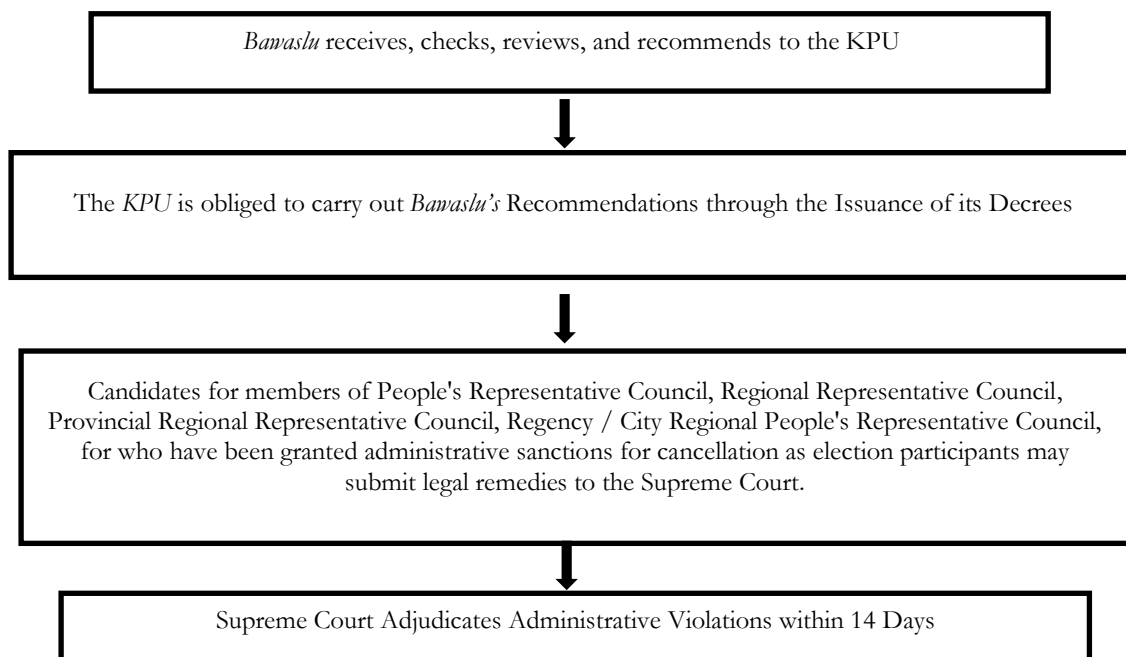 Bawaslu receives, checks, reviews, and recommends to the KPU
The KPU is obliged to carry out Bawaslu's Recommendations through the Issuance of its Decrees
Candidates for members of People's Representative Council, Regional Representative Council,
Provincial Regional Representative Council, Regency / City Regional People's Representative Council,
for who have been granted administrative sanctions for cancellation as election participants may
submit legal remedies to the Supreme Court.
Supreme Court Adjudicates Administrative Violations within 14 Days